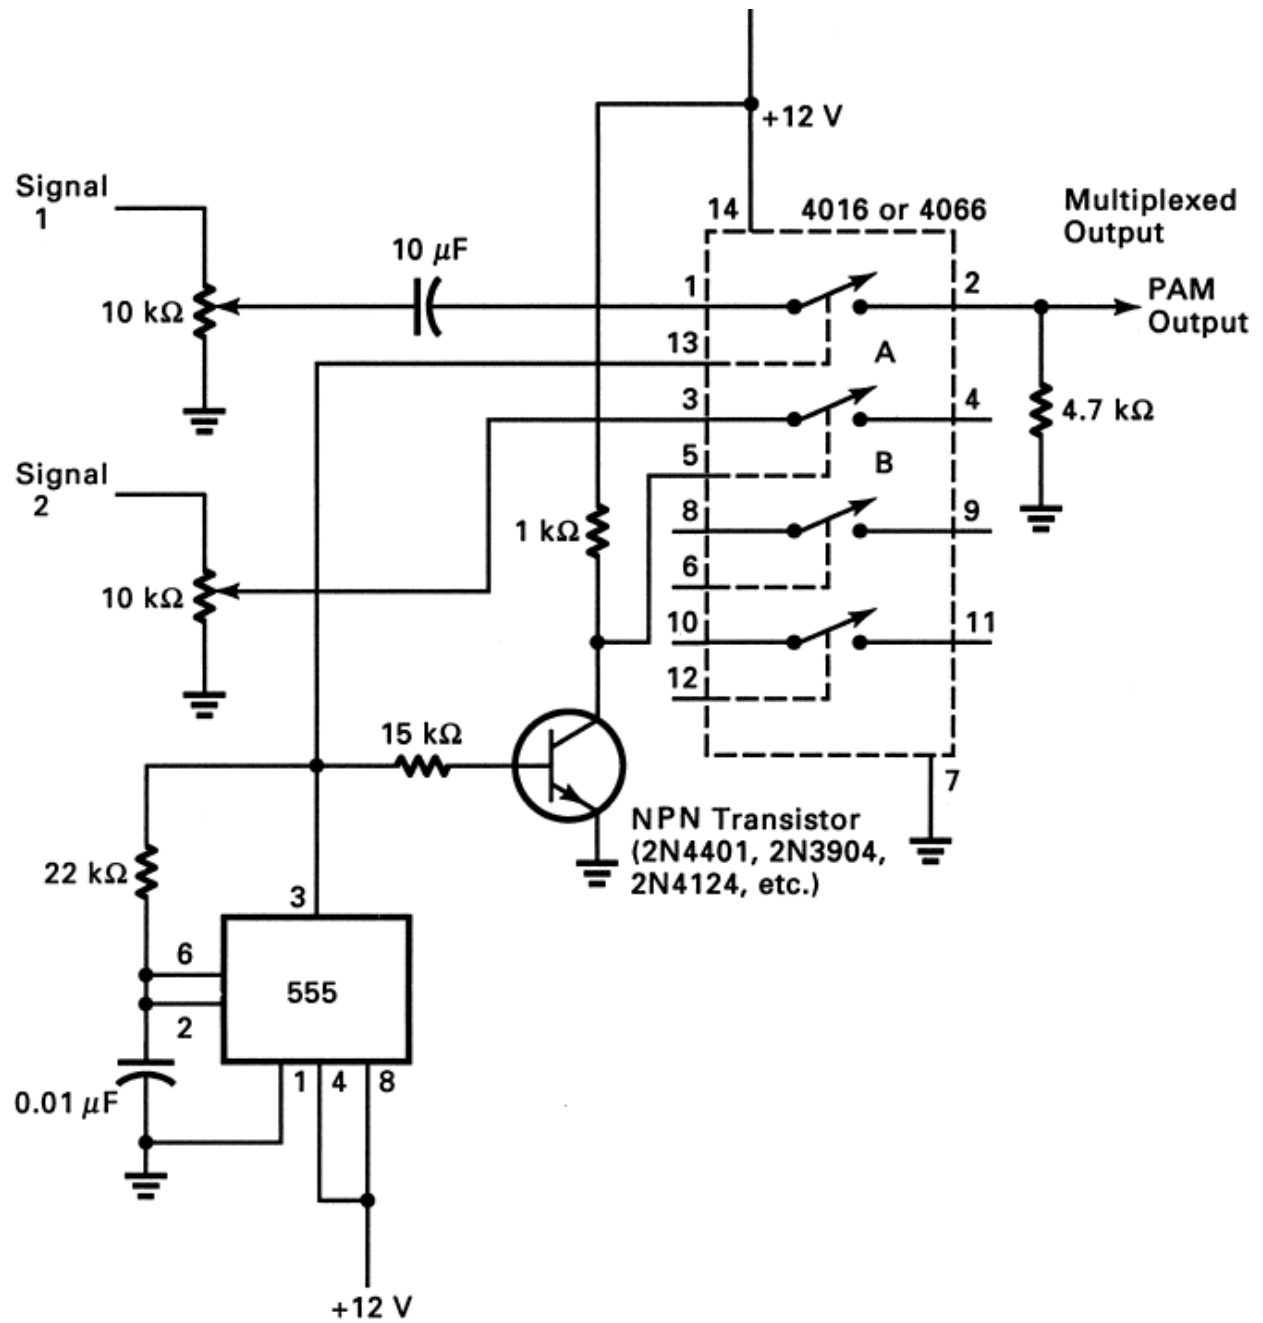 +12 V
Signal
1
14
4016 or 4066
Multiplexed
Output
10 μF
10 kΩ
1
2
PAM
Output
13
A
3
4
4.7 kΩ
5
B
Signal
2
8
9
1 kΩ
6
10 kΩ
10
11
12
15 kΩ
7
NPN Transistor
(2N4401, 2N3904,
2N4124, etc.)
22 kΩ
3
6
555
2
1
4
8
0.01 μF
+12 V